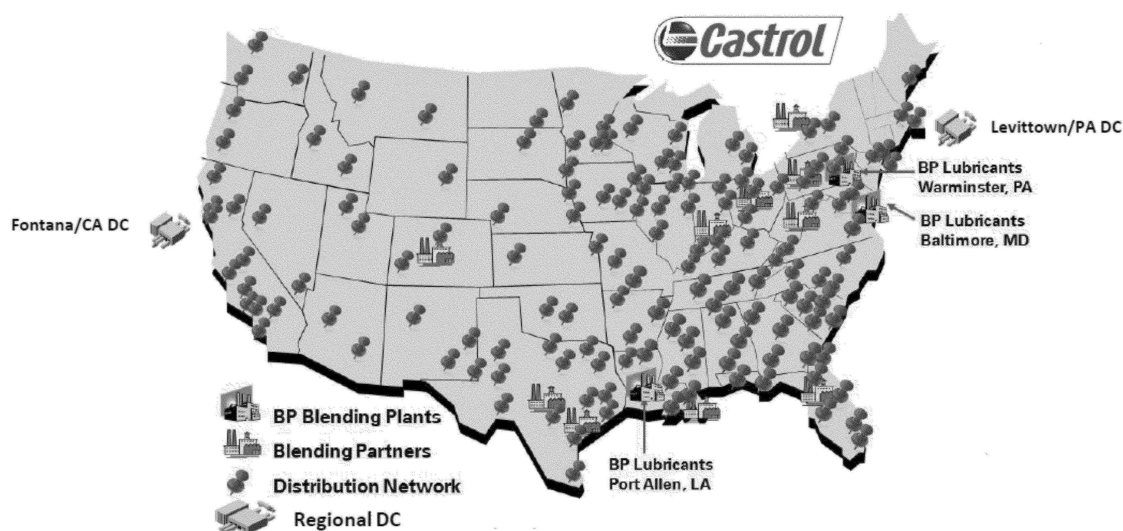 Castrol
Levittown/PA DC
BP Lubricants
Warminster, PA
Fontana/CA DC
BP Lubricants
Baltimore, MD
BP Blending Plants
Blending Partners
BP Lubricants
Port Allen, LA
Distribution Network
Regional DC